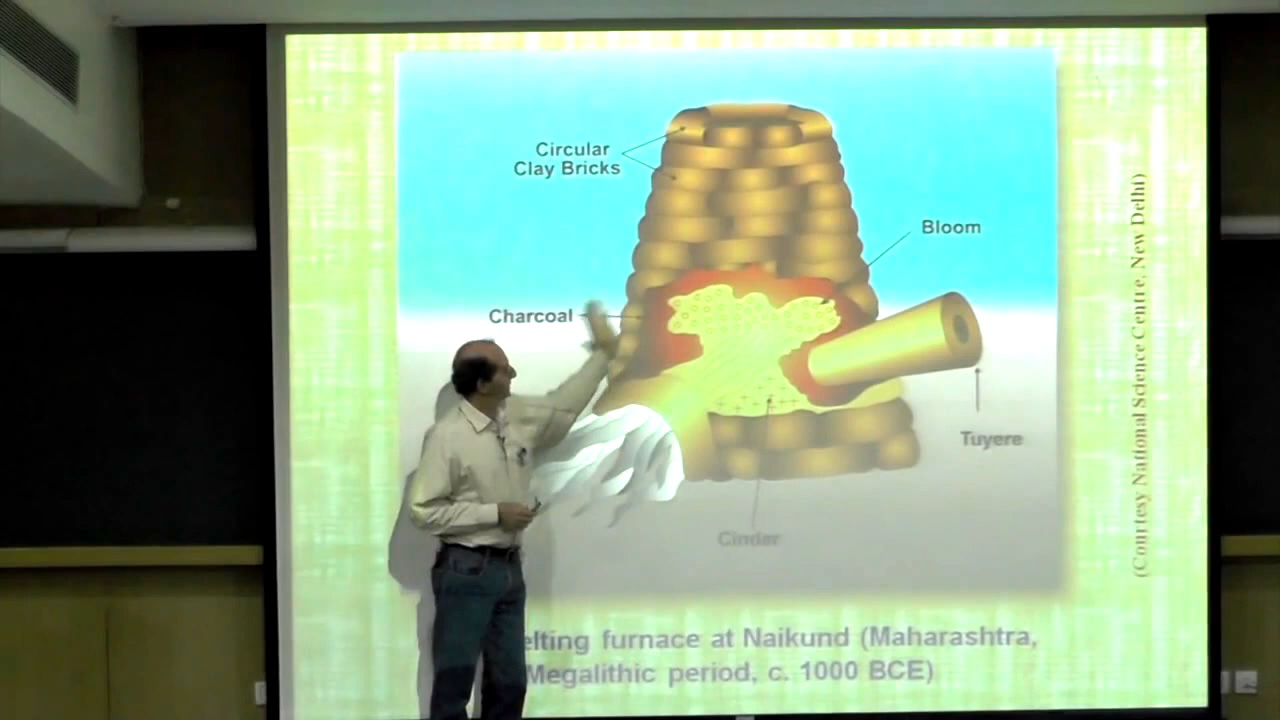 Circular
Clay Bricks
Bloom
Charcoal
Tuyere
Cinder
elting furnace at Naikund (Maharashtra,
Megalithic period, c. 1000 BCE)
(Courtesy National Science Centre, New Delhi)